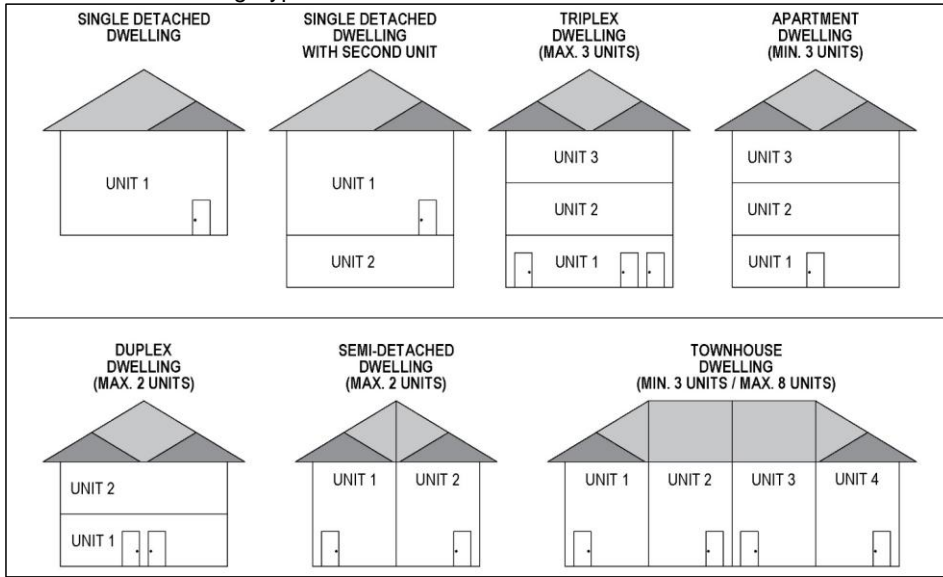 SINGLE DETACHED
DWELLING
UNIT 1
SINGLE DETACHED
DWELLING
WITH SECOND UNIT
UNIT 1
UNIT 2
TRIPLEX
DWELLING
(MAX. 3 UNITS)
UNIT 3
UNIT 2
UNIT 1
APARTMENT
DWELLING
(MIN. 3 UNITS)
UNIT 3
UNIT 2
UNIT 1
DUPLEX
DWELLING
(MAX. 2 UNITS)
UNIT 2
UNIT 1
SEMI-DETACHED
DWELLING
(MAX. 2 UNITS)
UNIT 1
UNIT 2
TOWNHOUSE
DWELLING
(MIN. 3 UNITS / MAX. 8 UNITS)
UNIT 1
UNIT 2
UNIT 3
UNIT 4